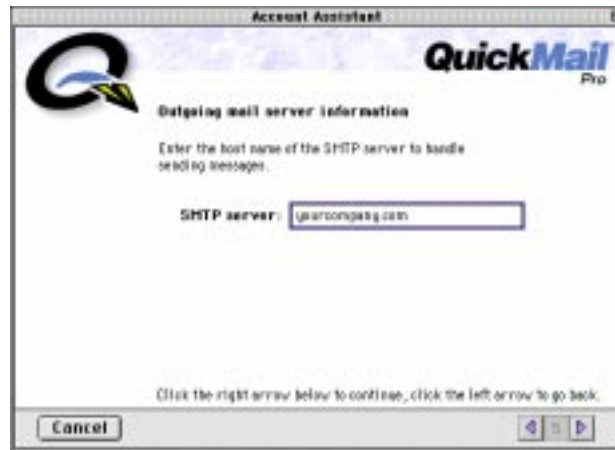 Account Assistant
QuickMail
Pro
Outgoing mail server information
Enter the host name of the SMTP server to handle
sending messages.
SMTP server: yourcompany.com
Click the right arrow below to continue, click the left arrow to go back.
Cancel
5